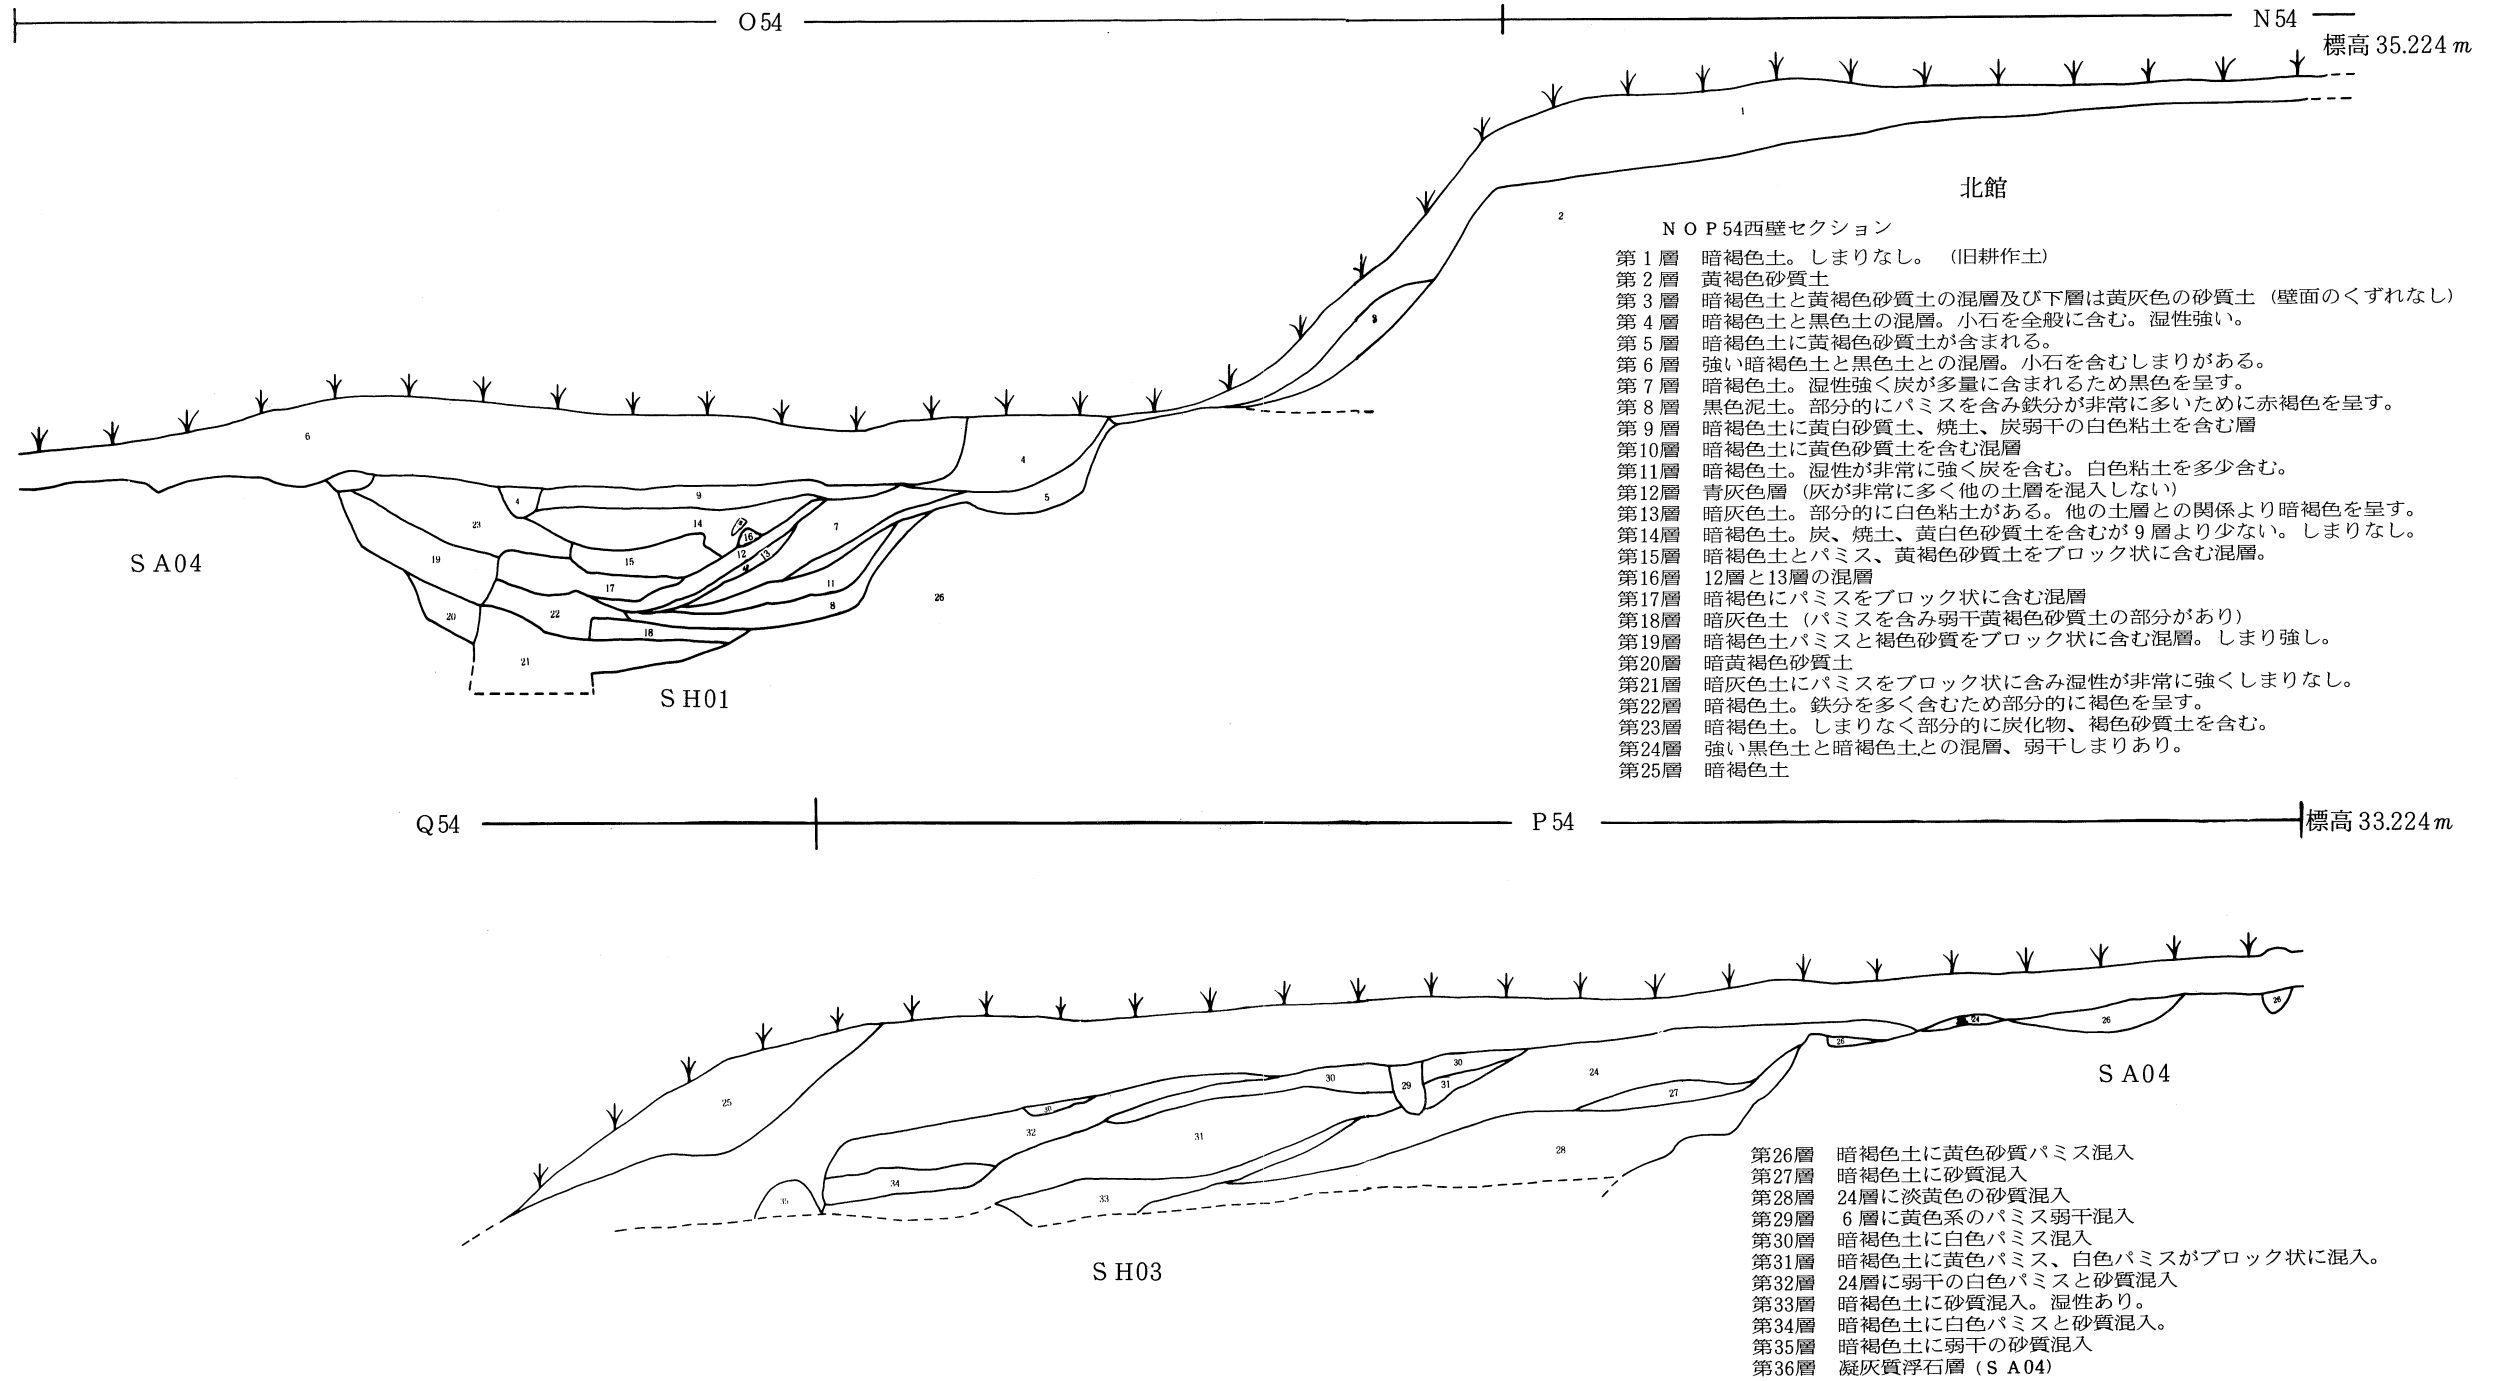 O54
N54
標高 35.224 m
1
2
北館
3
NOP54西壁セクション
第1層 暗褐色土。しまりなし。(旧耕作土)
第2層 黄褐色砂質土
第3層 暗褐色土と黄褐色砂質土の混層及び下層は黄灰色の砂質土(壁面のくずれなし)
第4層 暗褐色土と黒色土の混層。小石を全般に含む。湿性強い。
第5層 暗褐色土に黄褐色砂質土が含まれる。
第6層 強い暗褐色土と黒色土との混層。小石を含むしまりがある。
第7層 暗褐色土。湿性強く炭が多量に含まれるため黒色を呈す。
第8層 黒色泥土。部分的にパミスを含み鉄分が非常に多いために赤褐色を呈す。
第9層 暗褐色土に黄白砂質土、焼土、炭弱干の白色粘土を含む層
第10層 暗褐色土に黄色砂質土を含む混層
第11層 暗褐色土。湿性が非常に強く炭を含む。白色粘土を多少含む。
第12層 青灰色層(灰が非常に多く他の土層を混入しない)
第13層 暗灰色土。部分的に白色粘土がある。他の土層との関係より暗褐色を呈す。
第14層 暗褐色土。炭、焼土、黄白色砂質土を含むが9層より少ない。しまりなし。
第15層 暗褐色土とパミス、黄褐色砂質土をブロック状に含む混層。
第16層 12層と13層の混層
第17層 暗褐色にパミスをブロック状に含む混層
第18層 暗灰色土(パミスを含み弱干黄褐色砂質土の部分があり)
第19層 暗褐色土パミスと褐色砂質をブロック状に含む混層。しまり強し。
第20層 暗黄褐色砂質土
第21層 暗灰色土にパミスをブロック状に含み湿性が非常に強くしまりなし。
第22層 暗褐色土。鉄分を多く含むため部分的に褐色を呈す。
第23層 暗褐色土。しまりなく部分的に炭化物、褐色砂質土を含む。
第24層 強い黒色土と暗褐色土との混層、弱干しまりあり。
第25層 暗褐色土
6
4
4
9
5
23
14
7
16
12
13
SA04
19
15
17
11
26
8
20
22
18
21
SH01
Q54
P54
標高 33.224 m
26
24
26
26
SA04
30
30
29
31
24
27
25
30
32
31
28
34
35
33
SH03
第26層 暗褐色土に黄色砂質パミス混入
第27層 暗褐色土に砂質混入
第28層 24層に淡黄色の砂質混入
第29層 6層に黄色系のパミス弱干混入
第30層 暗褐色土に白色パミス混入
第31層 暗褐色土に黄色パミス、白色パミスがブロック状に混入。
第32層 24層に弱干の白色パミスと砂質混入
第33層 暗褐色土に砂質混入。湿性あり。
第34層 暗褐色土に白色パミスと砂質混入。
第35層 暗褐色土に弱干の砂質混入
第36層 凝灰質浮石層(SA04)